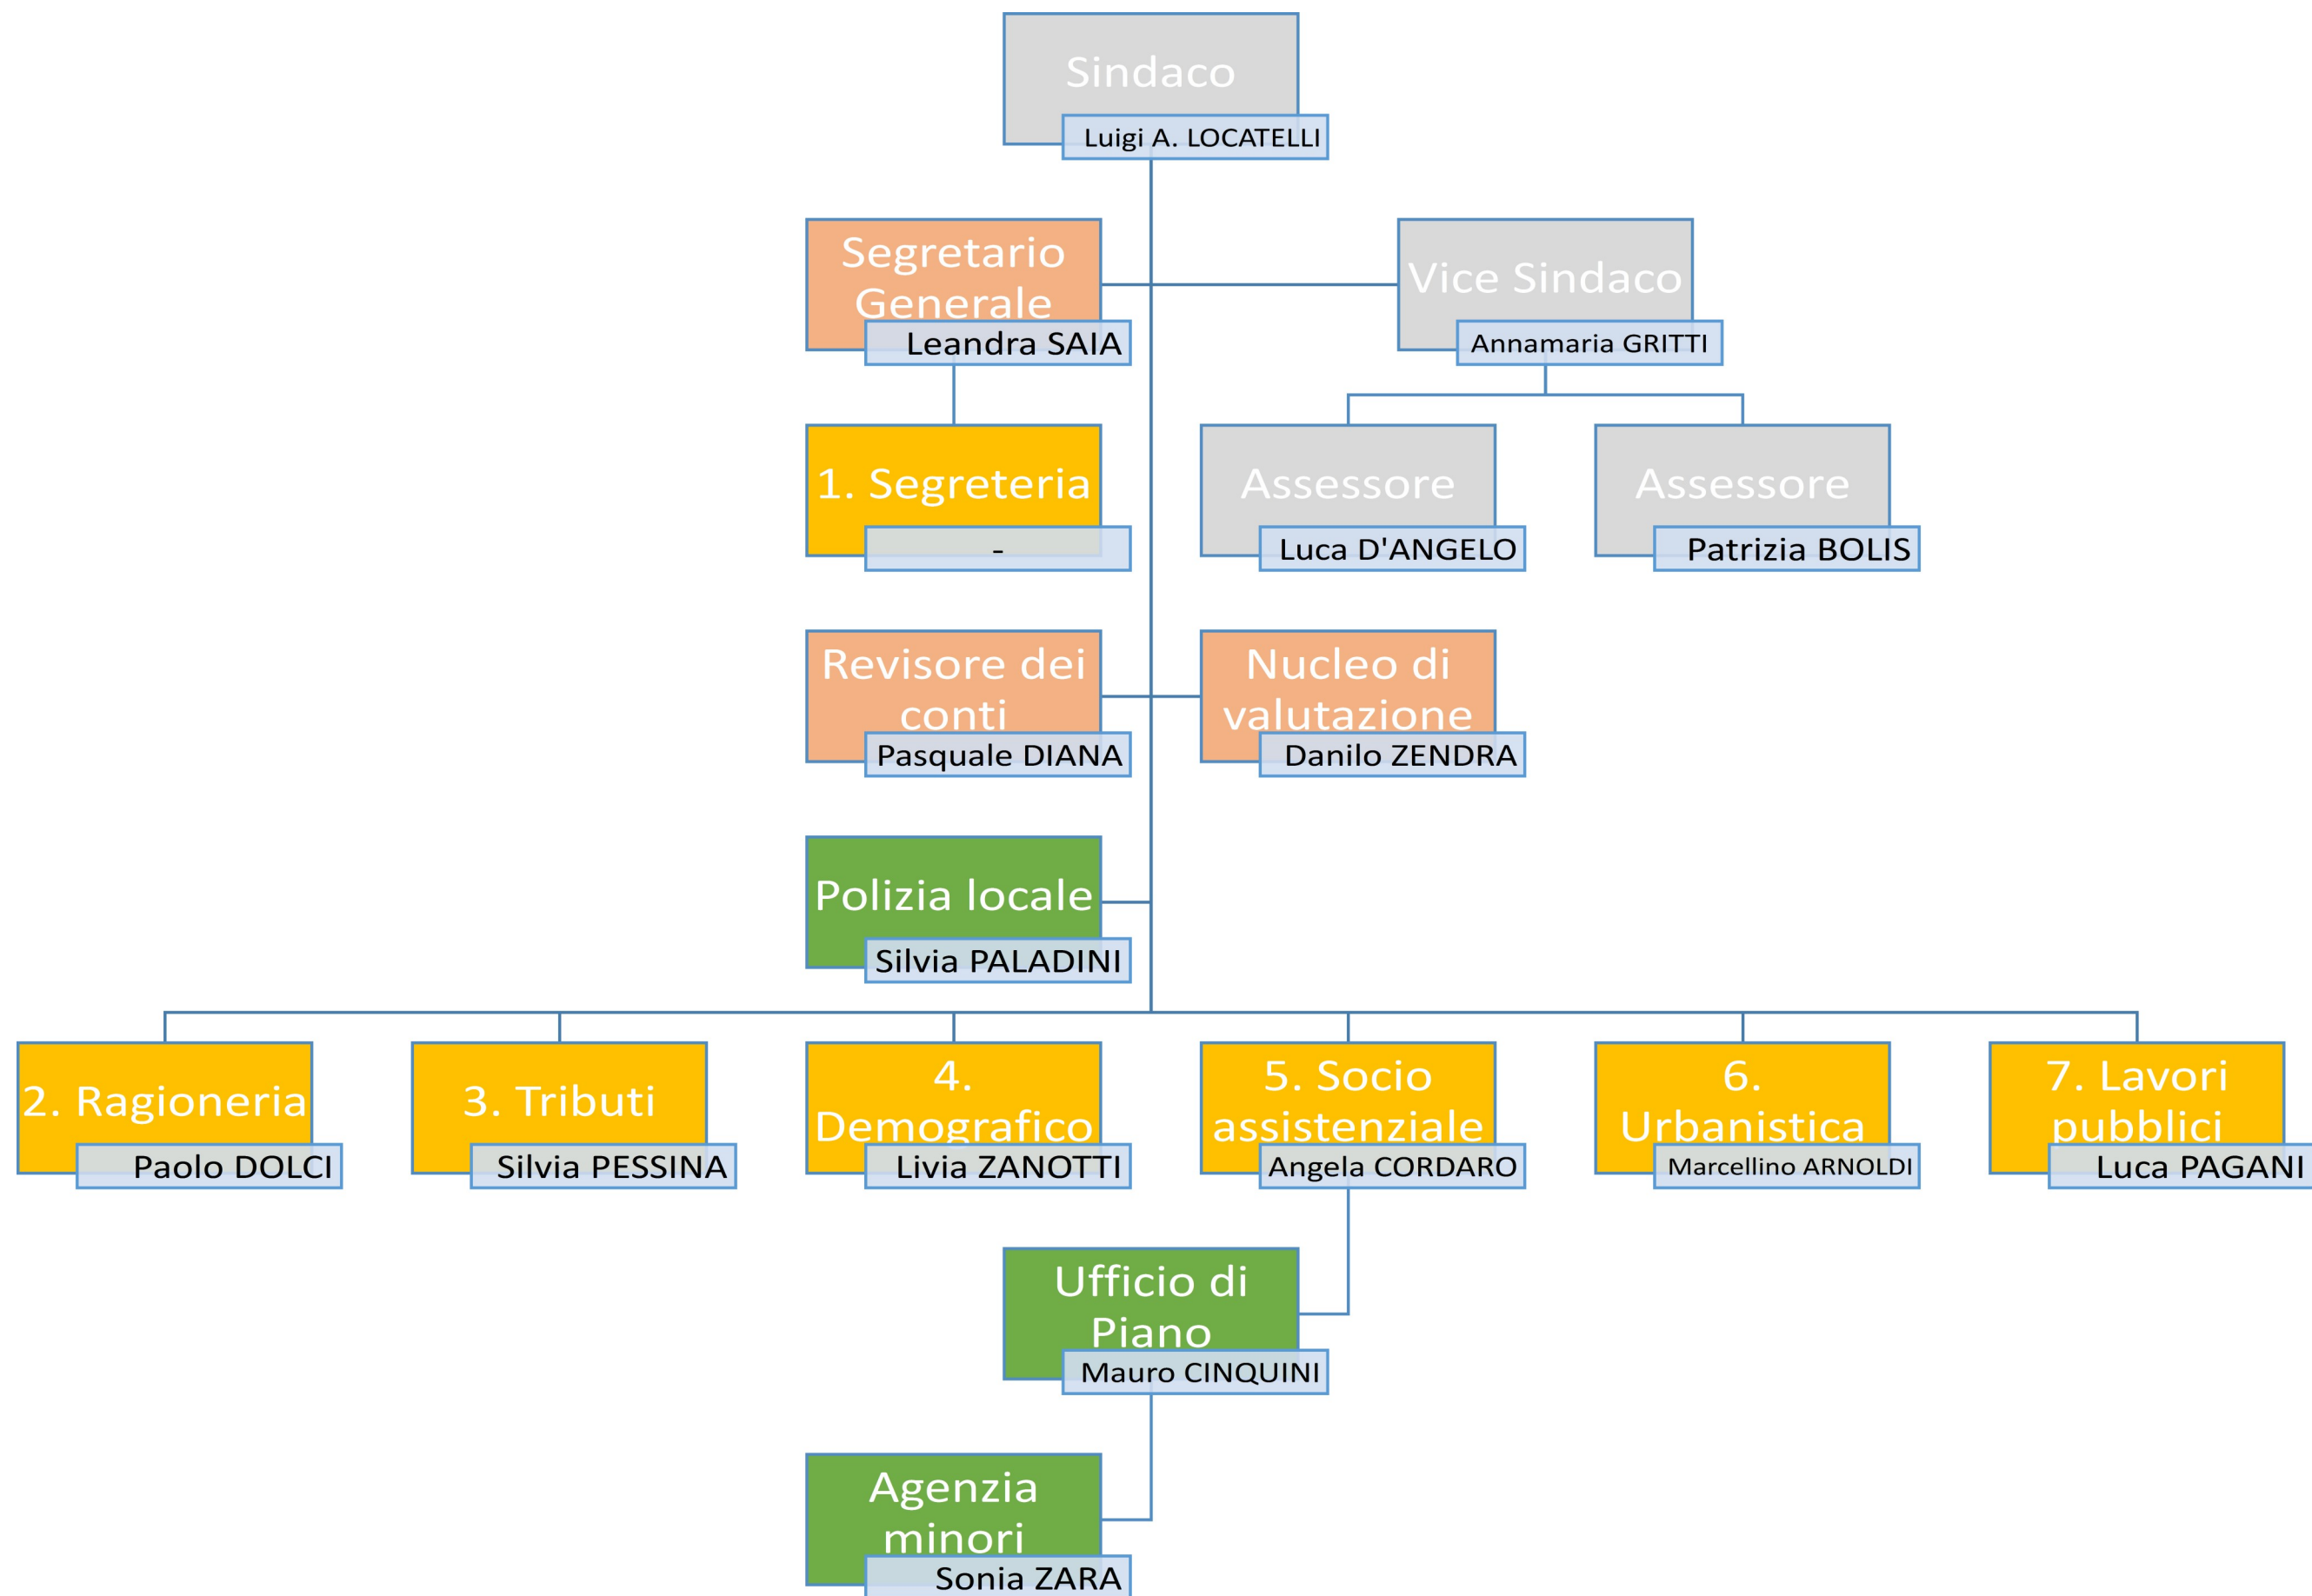 Sindaco
Luigi A. LOCATELLI
Segretario
Generale
Leandra SAIA
Vice Sindaco
Annamaria GRITTI
1. Segreteria
-
Assessore
Luca D'ANGELO
Assessore
Patrizia BOLIS
Revisore dei
conti
Pasquale DIANA
Nucleo di
valutazione
Danilo ZENDRA
Polizia locale
Silvia PALADINI
2. Ragioneria
Paolo DOLCI
3. Tributi
Silvia PESSINA
4.
Demografico
Livia ZANOTTI
5. Socio
assistenziale
Angela CORDARO
6.
Urbanistica
Marcellino ARNOLDI
7. Lavori
pubblici
Luca PAGANI
Ufficio di
Piano
Mauro CINQUINI
Agenzia
minori
Sonia ZARA